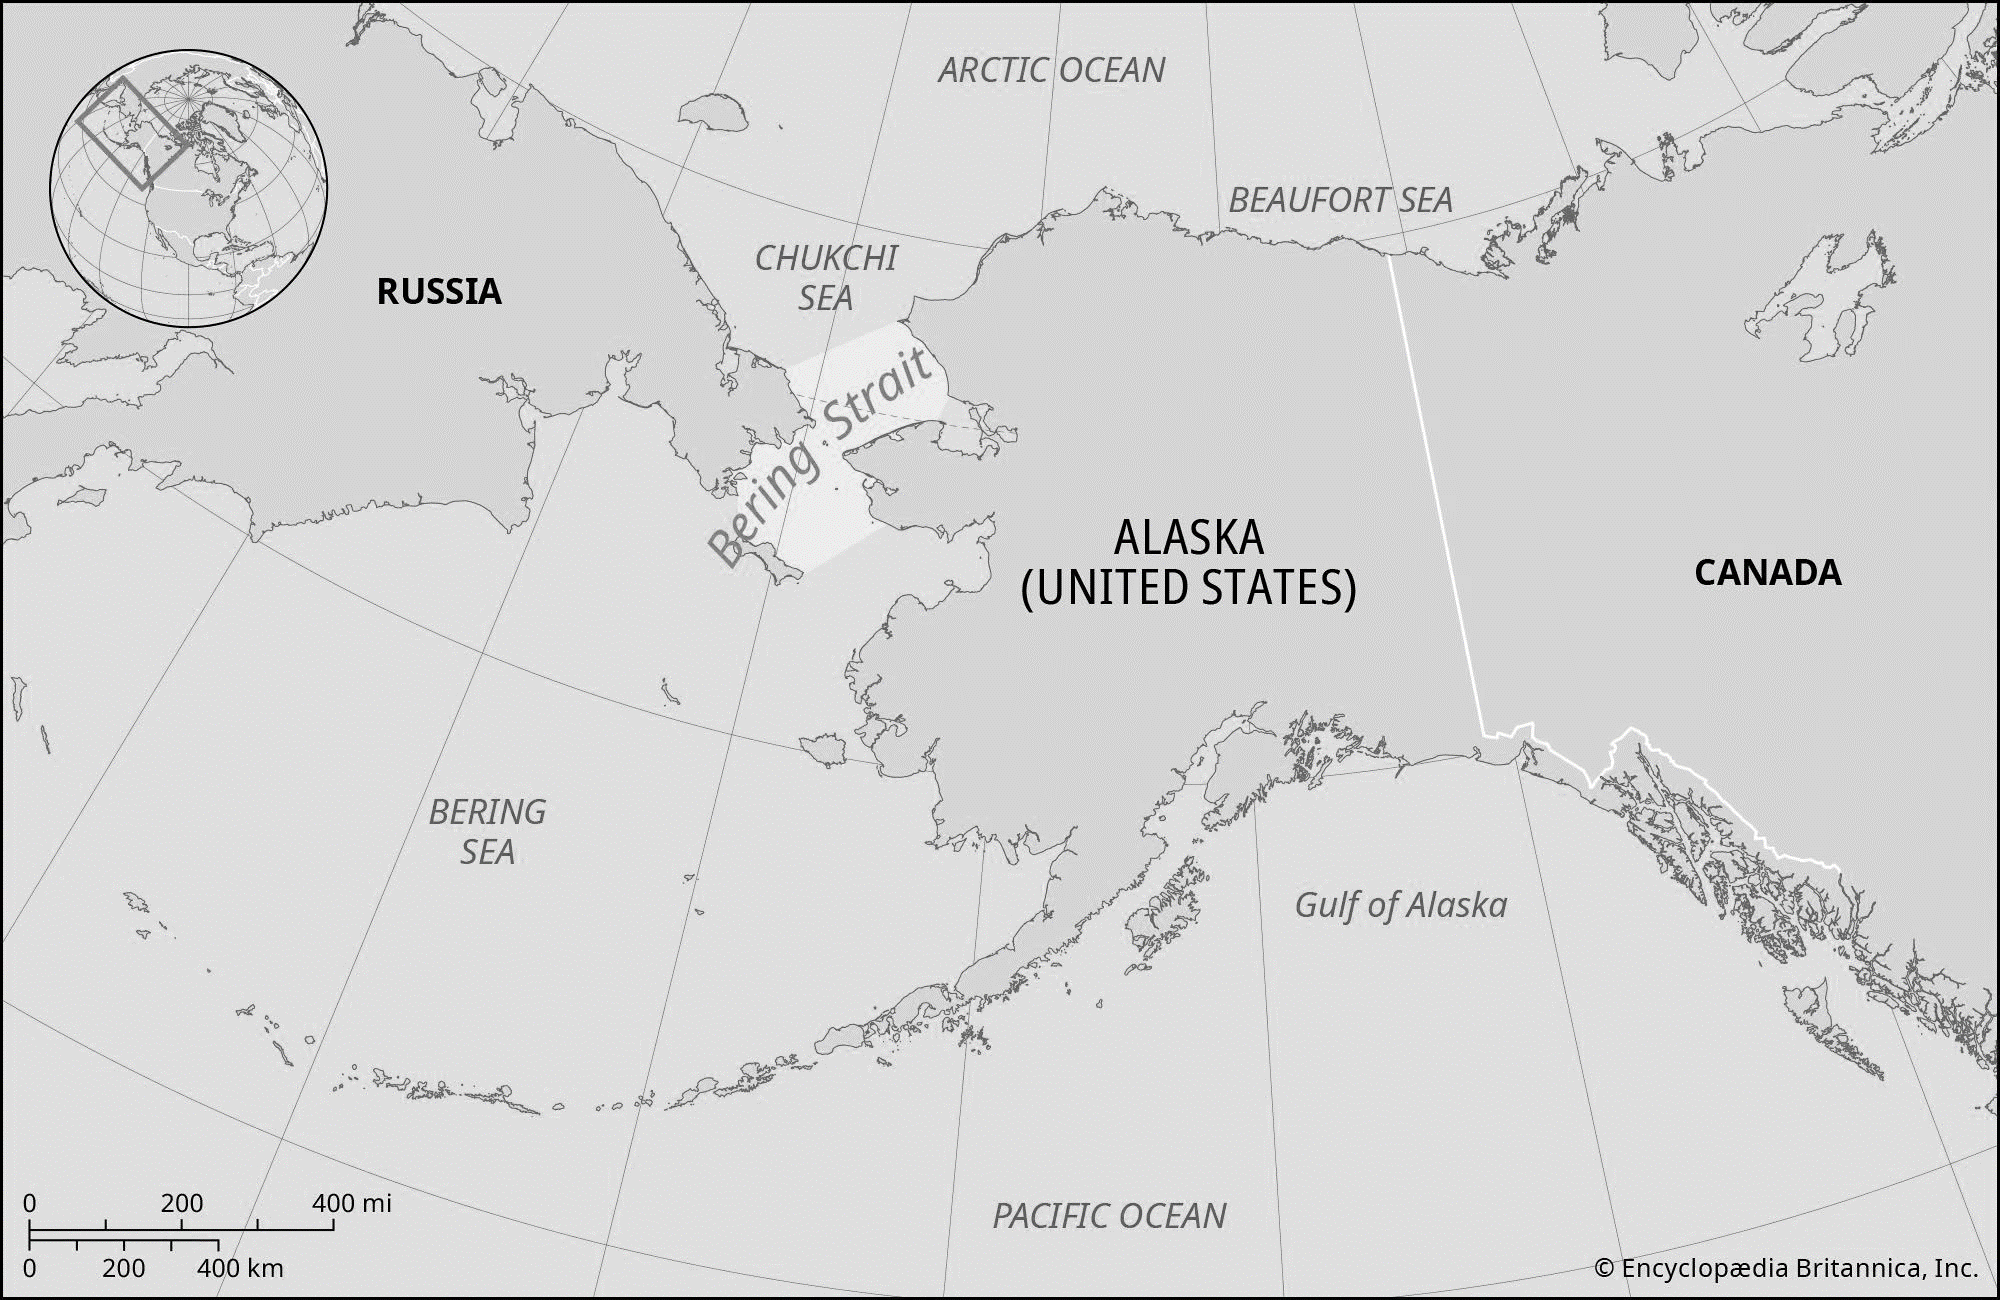 ARCTIC OCEAN
BEAUFORT SEA
CHUKCHI
SEA
RUSSIA
Bering Strait
ALASKA
(UNITED STATES)
CANADA
BERING
SEA
Gulf of Alaska
PACIFIC OCEAN
0 200 400 mi
0 200 400 km
© Encyclopædia Britannica, Inc.